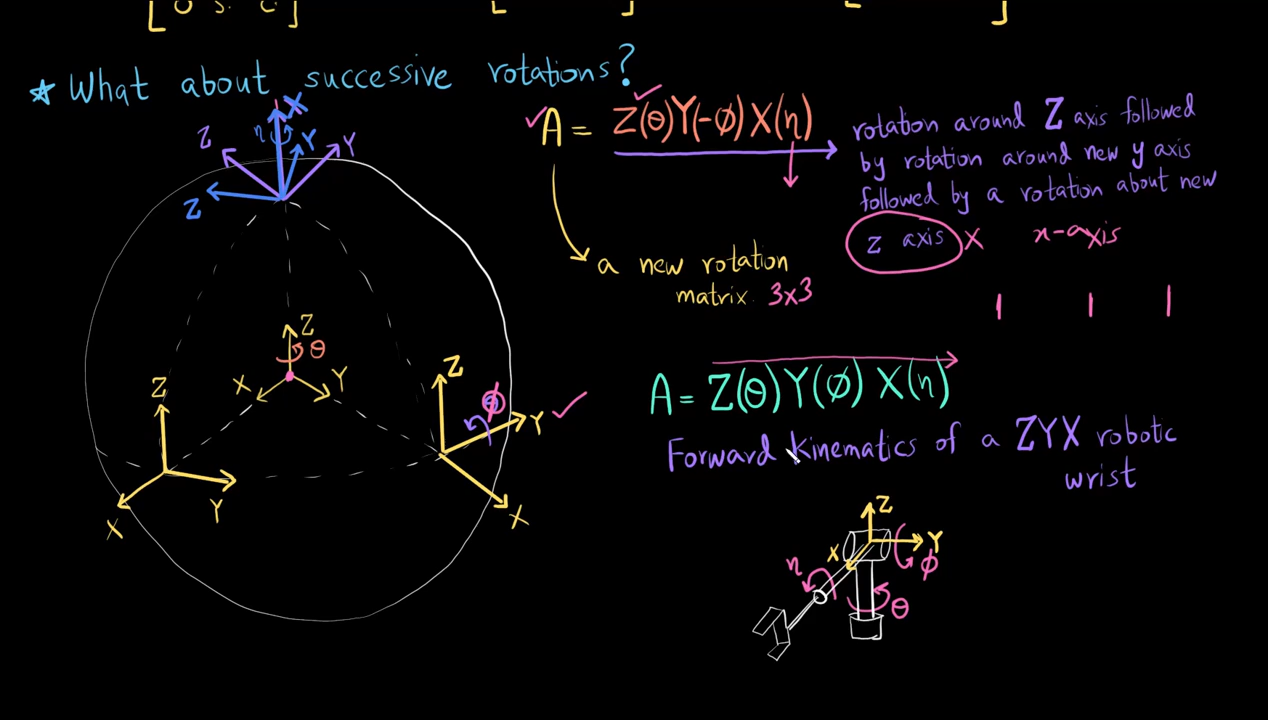 [ 0 s. c. ] [ ] [ ]
* What about successive rotations?
A = Z(θ)Y(-φ)X(η)
rotation around Z axis followed
by rotation around new y axis
followed by a rotation about new
z axis X x-axis
a new rotation
matrix 3x3
X
η
Z
Y
Y
Z
Z
θ
X
Y
Z
X
Y
Z
φ
Y
X
A = Z(θ) Y(φ) X(η)
Forward Kinematics of a ZYX robotic
wrist
Z
X
Y
η
φ
θ